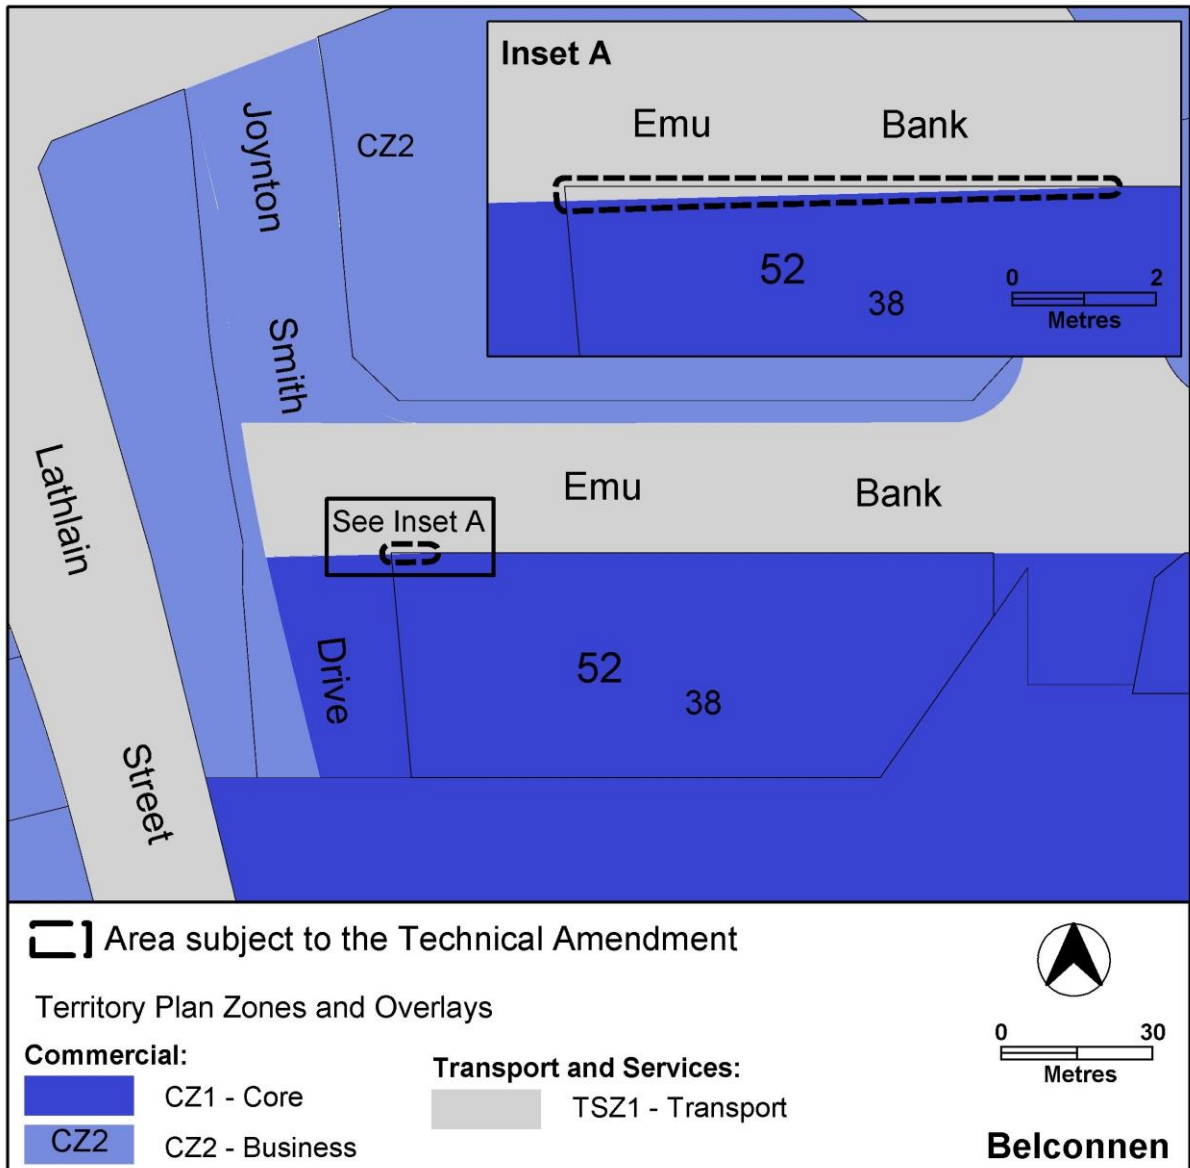 Inset A
Emu Bank
52
38
0 2
Metres
Joynton
CZ2
Smith
Lathlain
Emu Bank
See Inset A
52
38
Drive
Street
Area subject to the Technical Amendment
Territory Plan Zones and Overlays
Commercial:
CZ1 - Core
CZ2 CZ2 - Business
Transport and Services:
TSZ1 - Transport
0 30
Metres
Belconnen